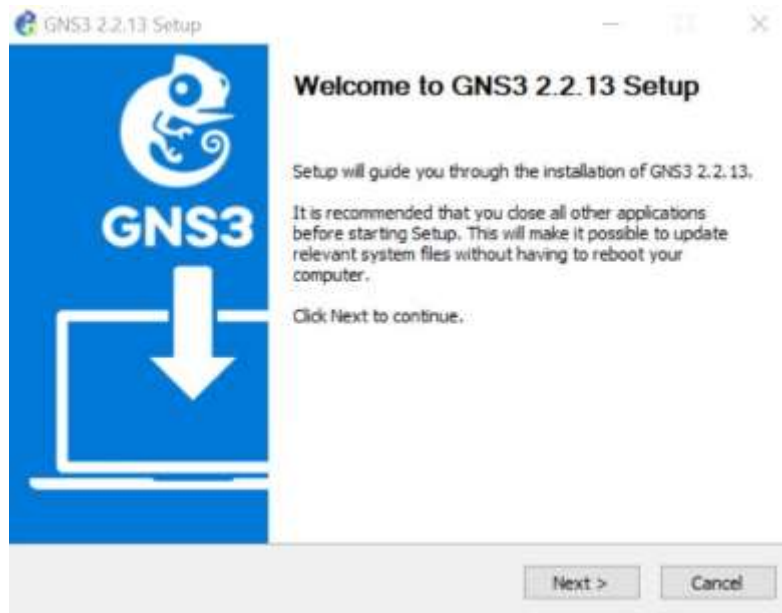 GNS3 2.2.13 Setup
Welcome to GNS3 2.2.13 Setup
Setup will guide you through the installation of GNS3 2.2.13.
It is recommended that you close all other applications
before starting Setup. This will make it possible to update
relevant system files without having to reboot your
computer.
Click Next to continue.
GNS3
Next >
Cancel